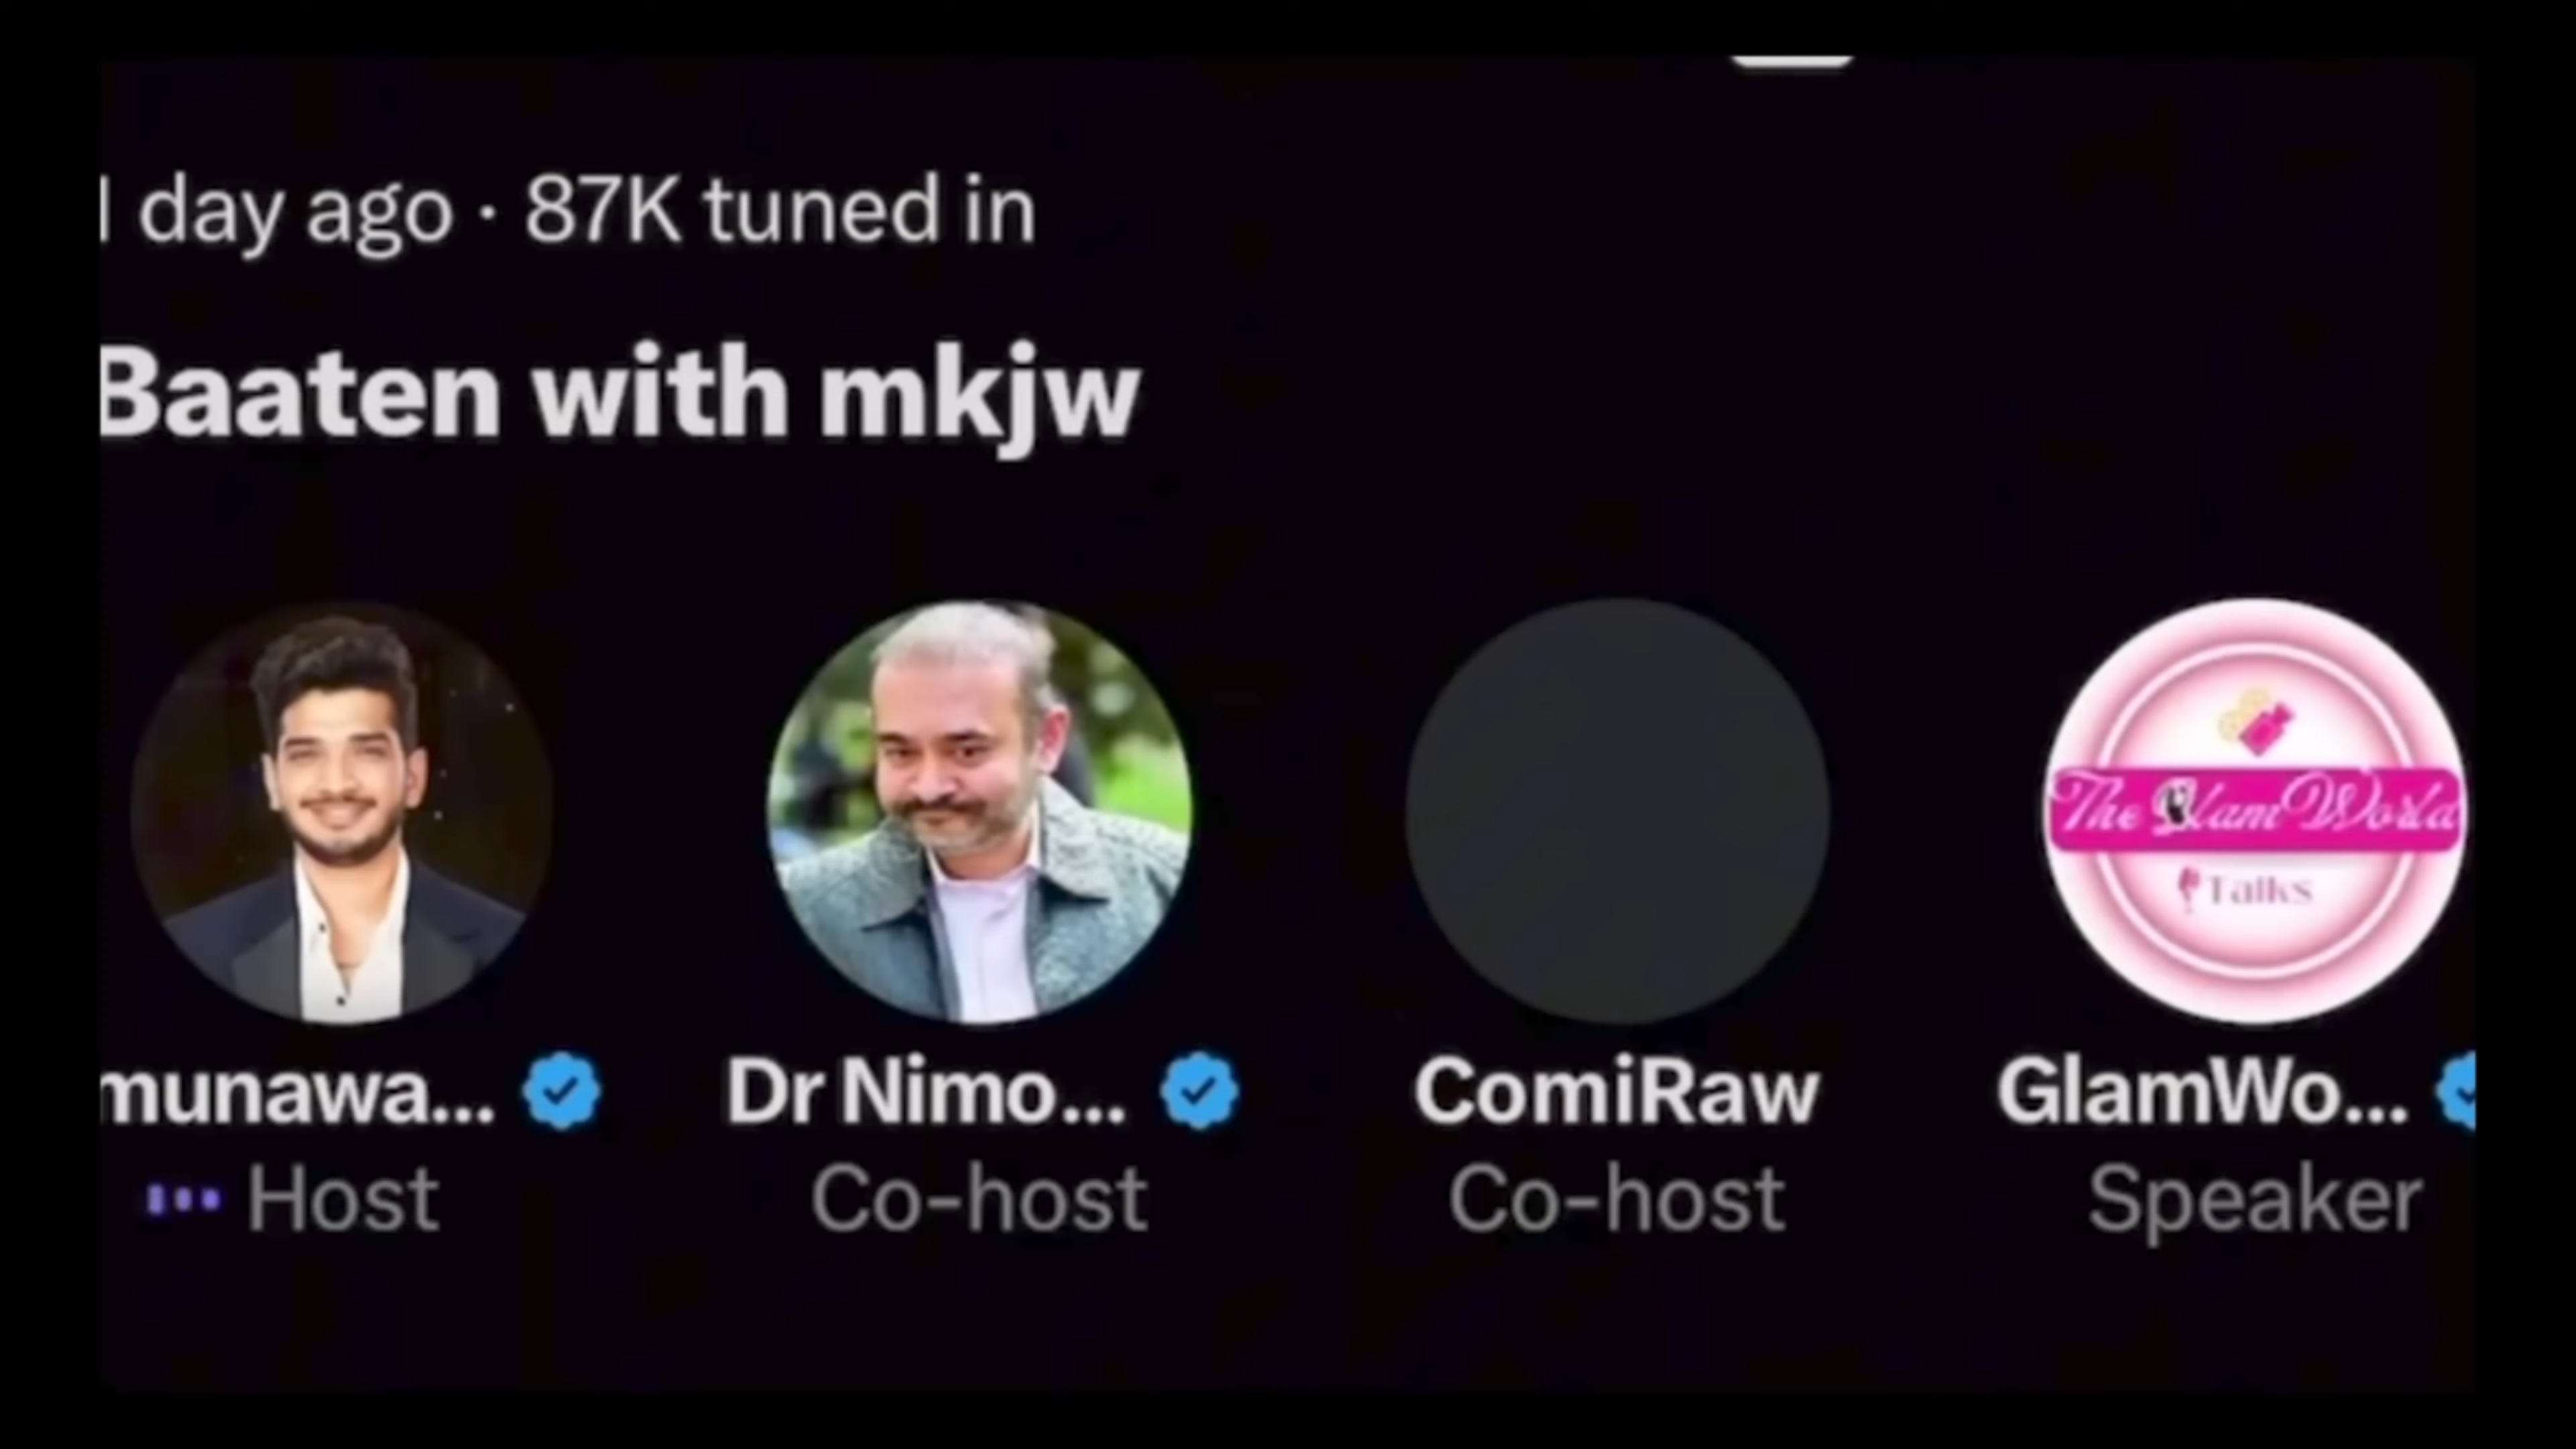 day ago · 87K tuned in
Baaten with mkjw
The Glam World
Talks
munawa...
Dr Nimo...
ComiRaw
GlamWo...
Host
Co-host
Co-host
Speaker